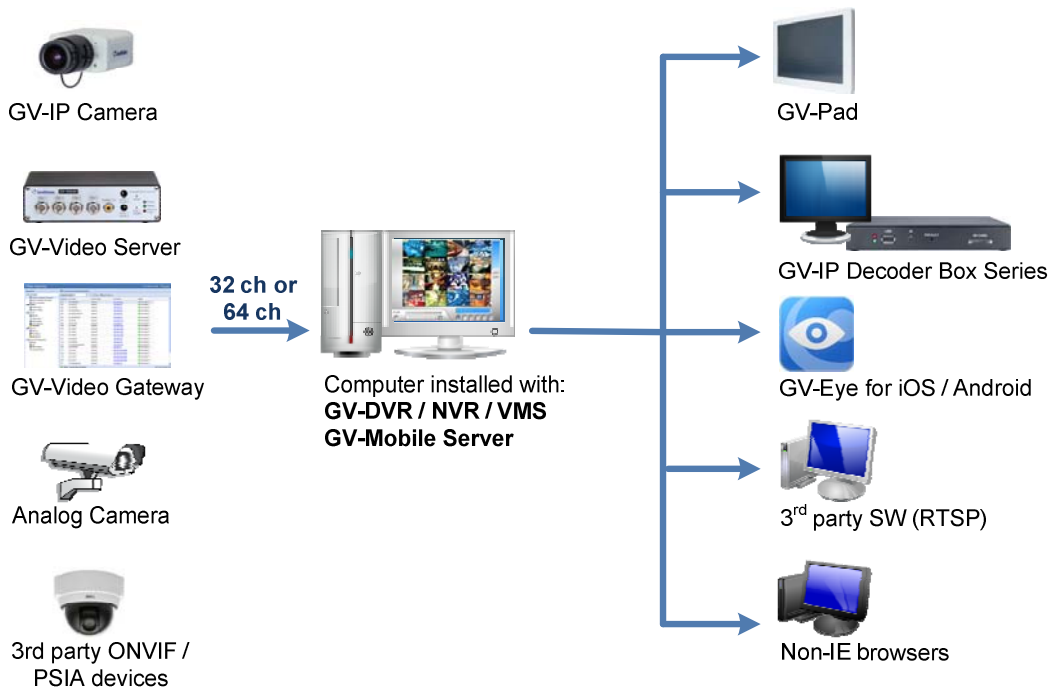 GV-IP Camera
GV-Video Server
GV-Video Gateway
Analog Camera
3rd party ONVIF /
PSIA devices
32 ch or
64 ch
Computer installed with:
GV-DVR / NVR / VMS
GV-Mobile Server
GV-Pad
GV-IP Decoder Box Series
GV-Eye for iOS / Android
3rd party SW (RTSP)
Non-IE browsers